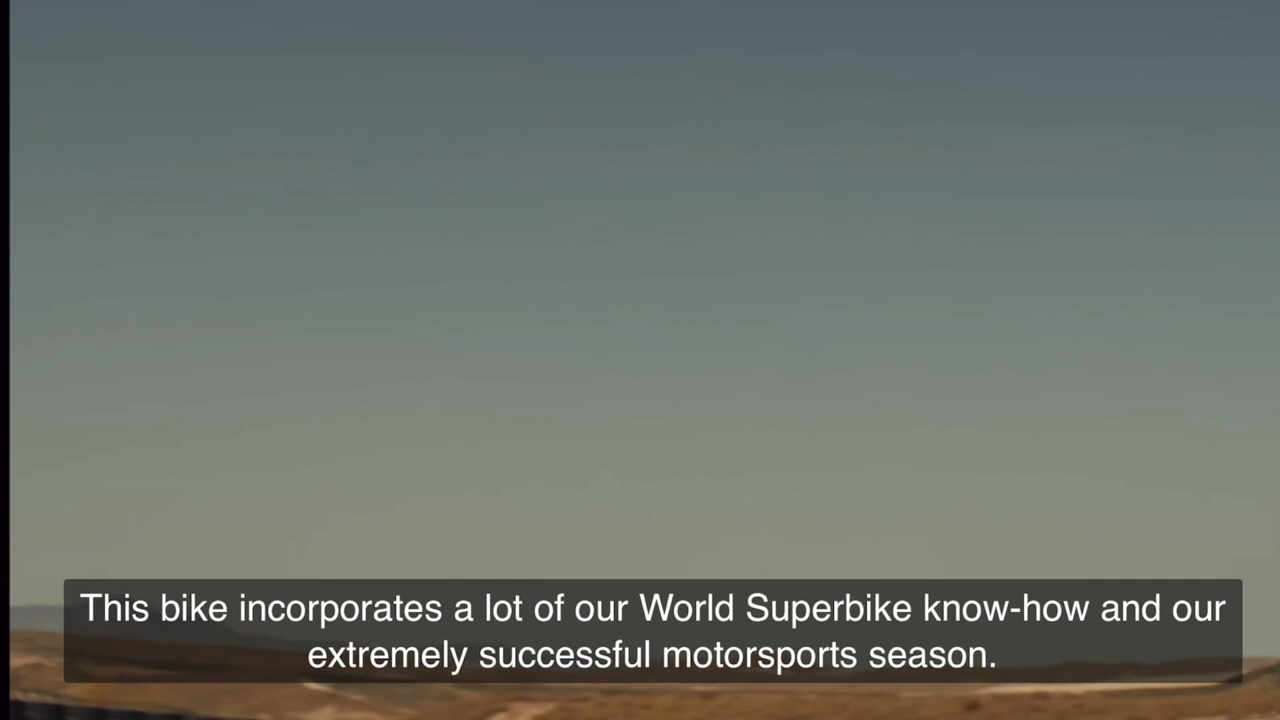 This bike incorporates a lot of our World Superbike know-how and our
extremely successful motorsports season.